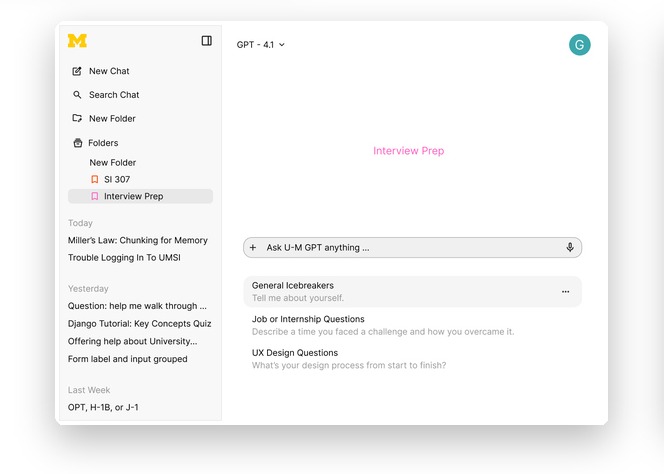 M
GPT - 4.1
G
New Chat
Search Chat
New Folder
Folders
New Folder
SI 307
Interview Prep
Today
Miller's Law: Chunking for Memory
Trouble Logging In To UMSI
Yesterday
Question: help me walk through ...
Django Tutorial: Key Concepts Quiz
Offering help about University...
Form label and input grouped
Last Week
OPT, H-1B, or J-1
Interview Prep
Ask U-M GPT anything ...
General Icebreakers
Tell me about yourself.
Job or Internship Questions
Describe a time you faced a challenge and how you overcame it.
UX Design Questions
What's your design process from start to finish?